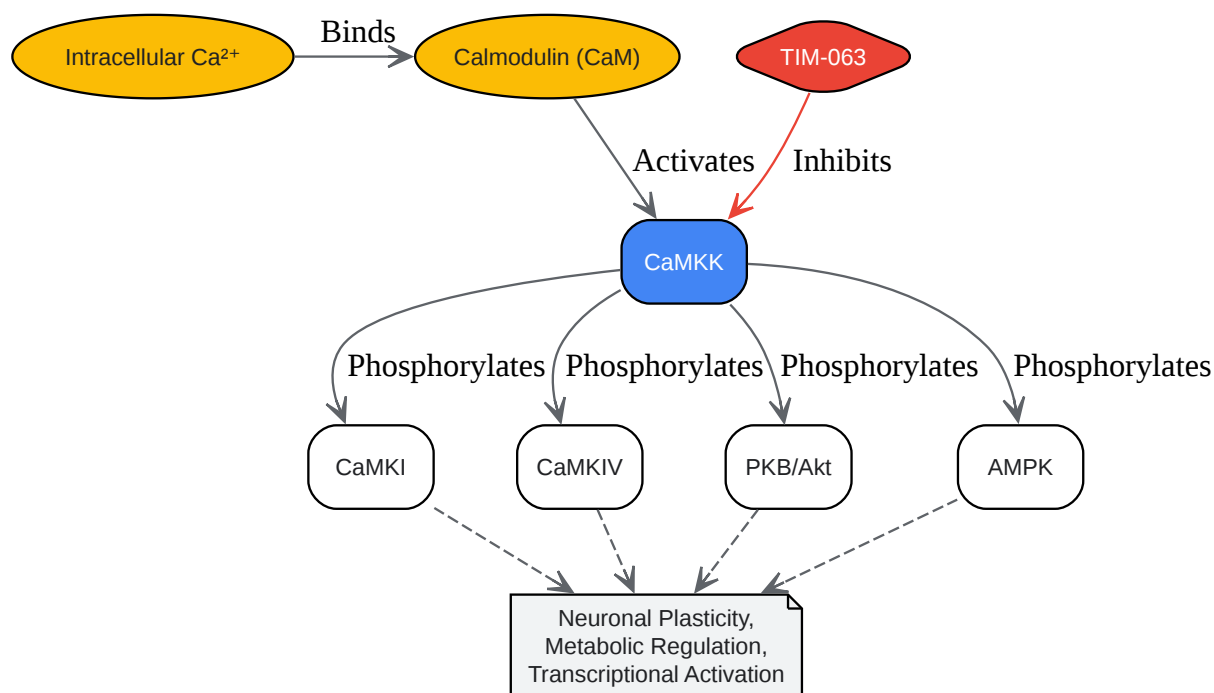 Binds
Intracellular Ca²⁺
Calmodulin (CaM)
TIM-063
Activates
Inhibits
CaMKK
Phosphorylates
Phosphorylates
Phosphorylates
Phosphorylates
CaMKI
CaMKIV
PKB/Akt
AMPK
Neuronal Plasticity,
Metabolic Regulation,
Transcriptional Activation